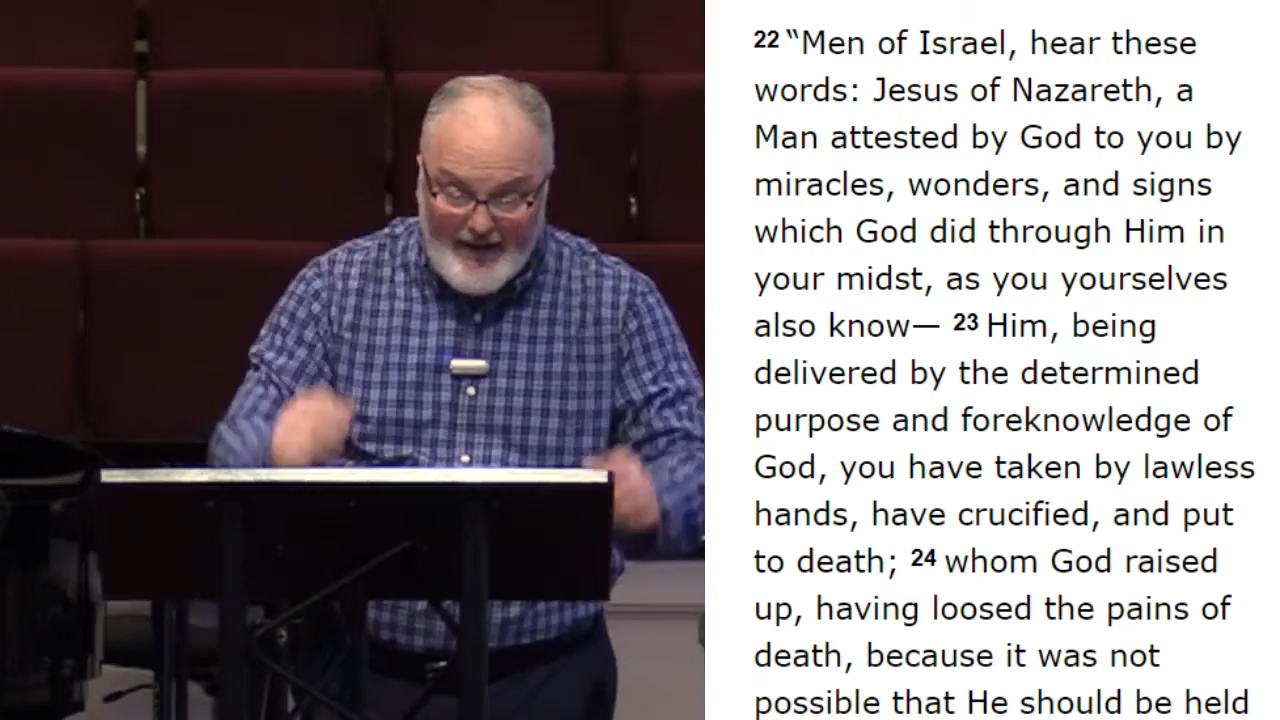 22 “Men of Israel, hear these
words: Jesus of Nazareth, a
Man attested by God to you by
miracles, wonders, and signs
which God did through Him in
your midst, as you yourselves
also know— 23 Him, being
delivered by the determined
purpose and foreknowledge of
God, you have taken by lawless
hands, have crucified, and put
to death; 24 whom God raised
up, having loosed the pains of
death, because it was not
possible that He should be held